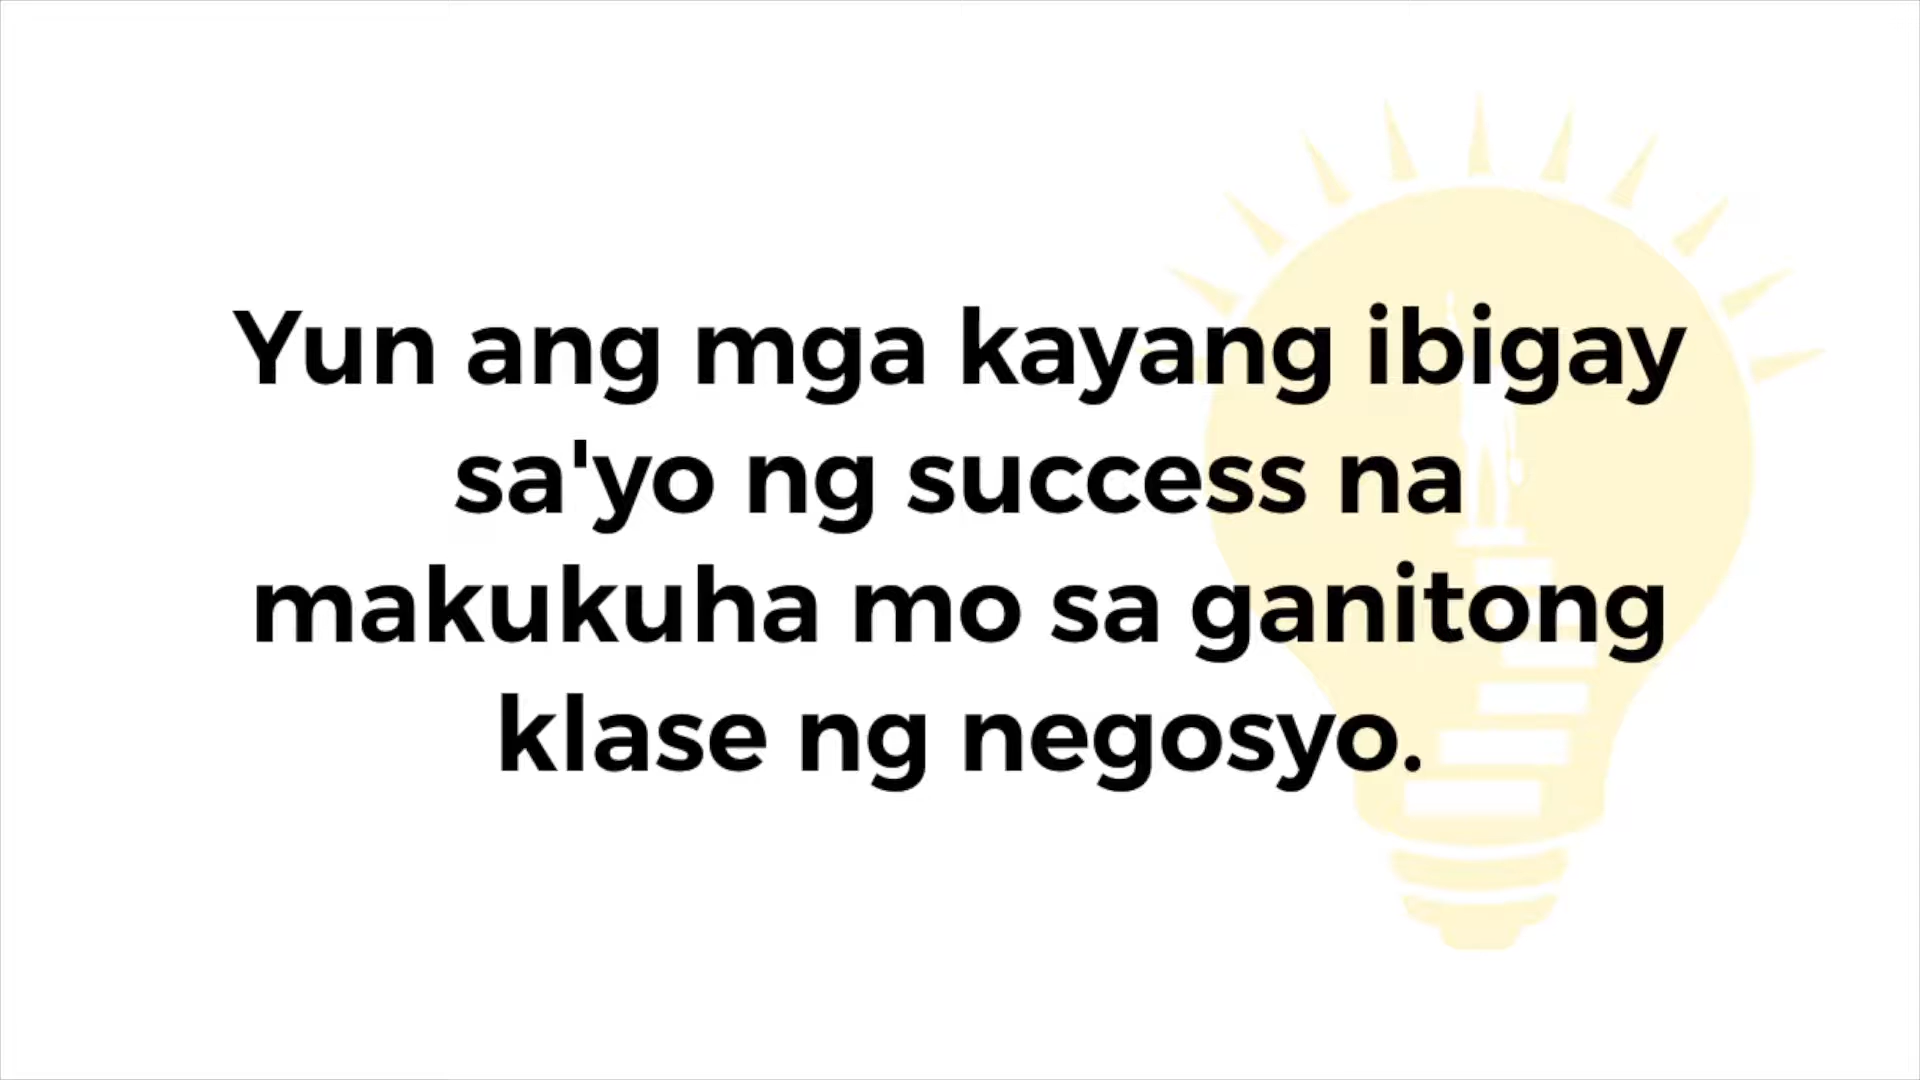 Yun ang mga kayang ibigay
sa'yo ng success na
makukuha mo sa ganitong
klase ng negosyo.